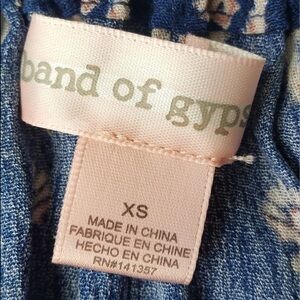 band of gyps
XS
MADE IN CHINA
FABRIQUE EN CHINE
HECHO EN CHINA
RN#141357